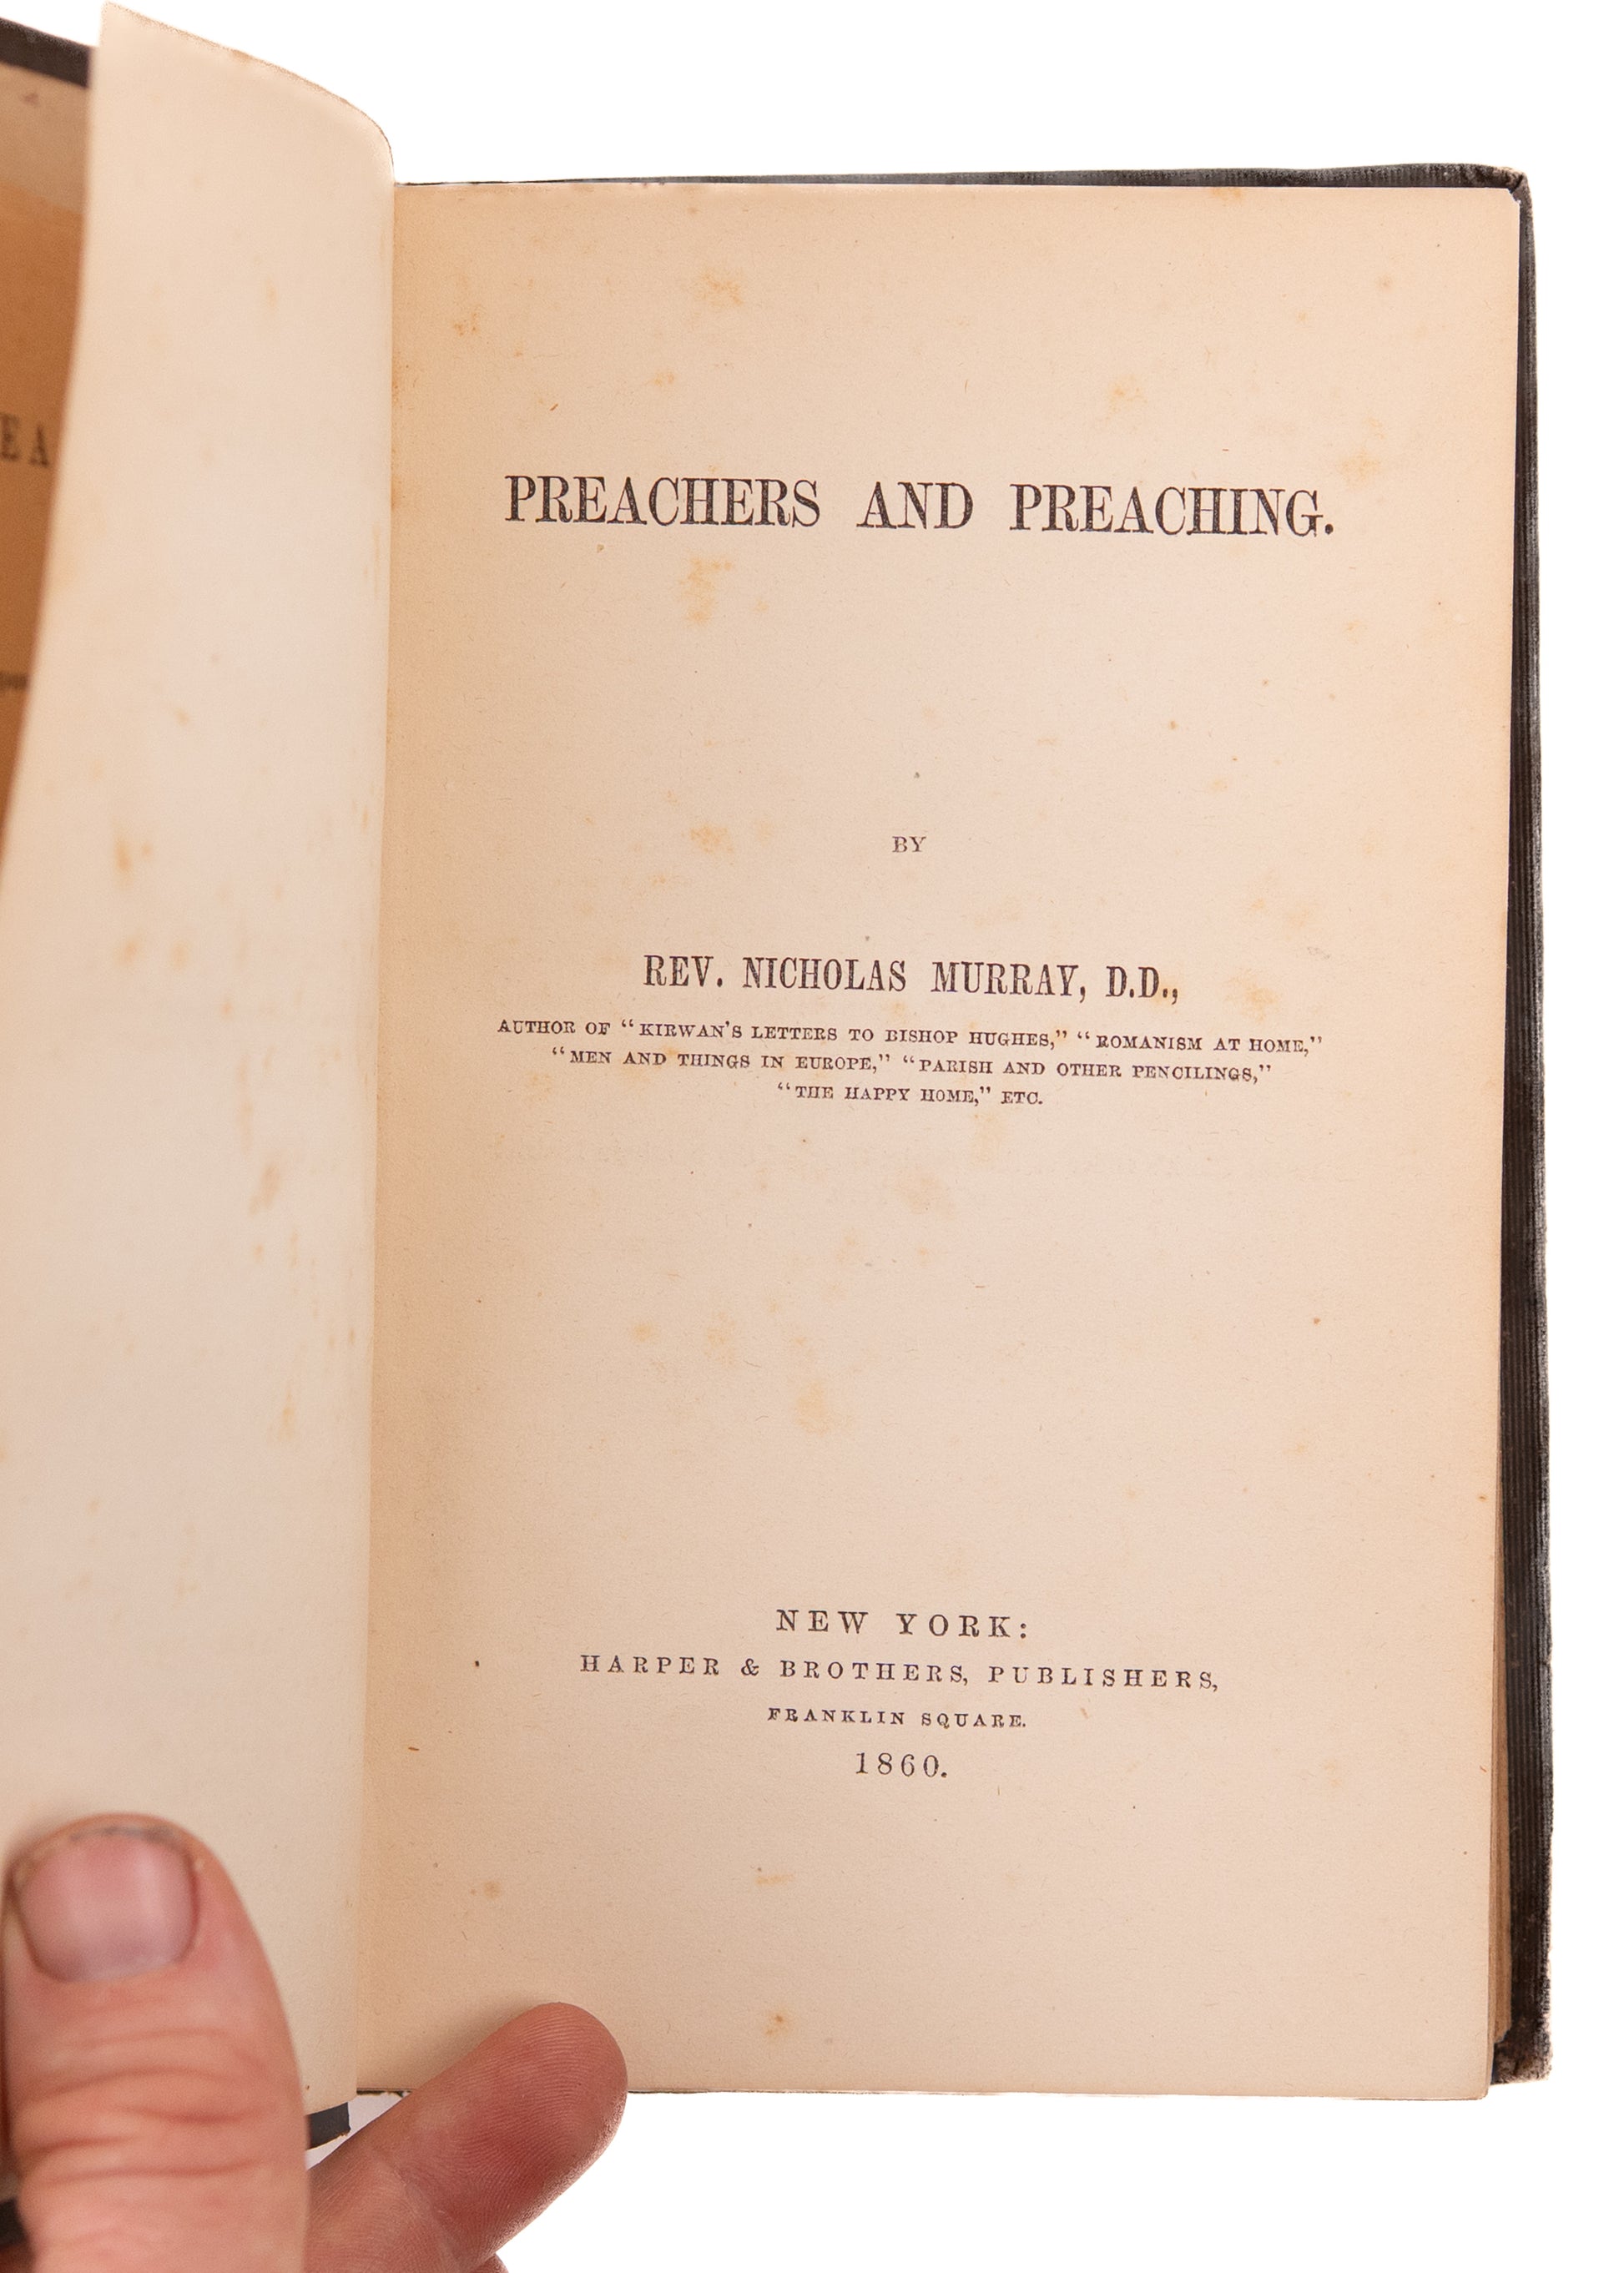 EA
PREACHERS AND PREACHING.
BY
REV. NICHOLAS MURRAY, D.D.,
AUTHOR OF “KIRWAN'S LETTERS TO BISHOP HUGHES,” “ROMANISM AT HOME,”
“MEN AND THINGS IN EUROPE,” “PARISH AND OTHER PENCILINGS,”
“THE HAPPY HOME,” ETC.
NEW YORK:
HARPER & BROTHERS, PUBLISHERS,
FRANKLIN SQUARE.
1860.